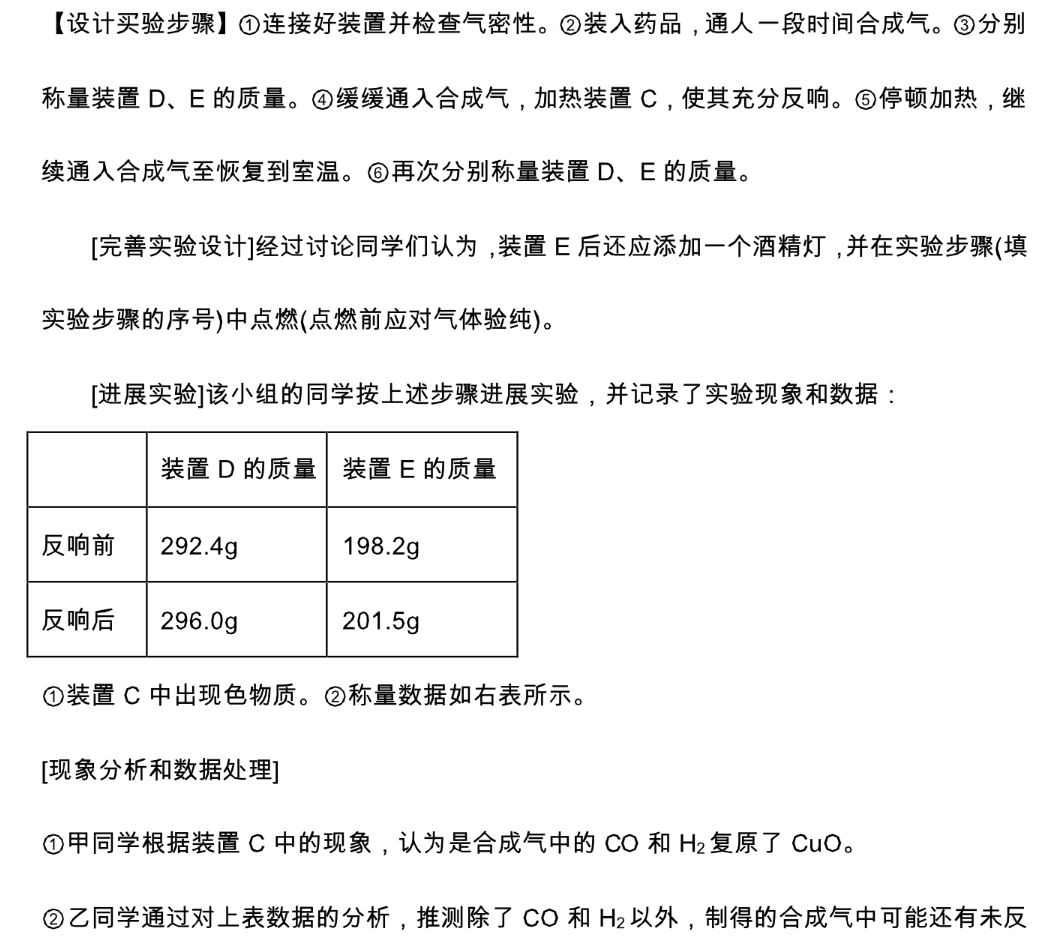 【设计实验步骤】①连接好装置并检查气密性。②装入药品,通人一段时间合成气。③分别
称量装置 D、E 的质量。④缓缓通入合成气,加热装置 C,使其充分反响。⑤停顿加热,继
续通入合成气至恢复到室温。⑥再次分别称量装置 D、E 的质量。
[完善实验设计]经过讨论同学们认为,装置 E 后还应添加一个酒精灯,并在实验步骤(填
实验步骤的序号)中点燃(点燃前应对气体验纯)。
[进展实验]该小组的同学按上述步骤进展实验,并记录了实验现象和数据:
装置 D 的质量 装置 E 的质量
反响前 292.4g 198.2g
反响后 296.0g 201.5g
①装置 C 中出现色物质。②称量数据如右表所示。
[现象分析和数据处理]
①甲同学根据装置 C 中的现象,认为是合成气中的 CO 和 H₂复原了 CuO。
②乙同学通过对上表数据的分析,推测除了 CO 和 H₂以外,制得的合成气中可能还有未反